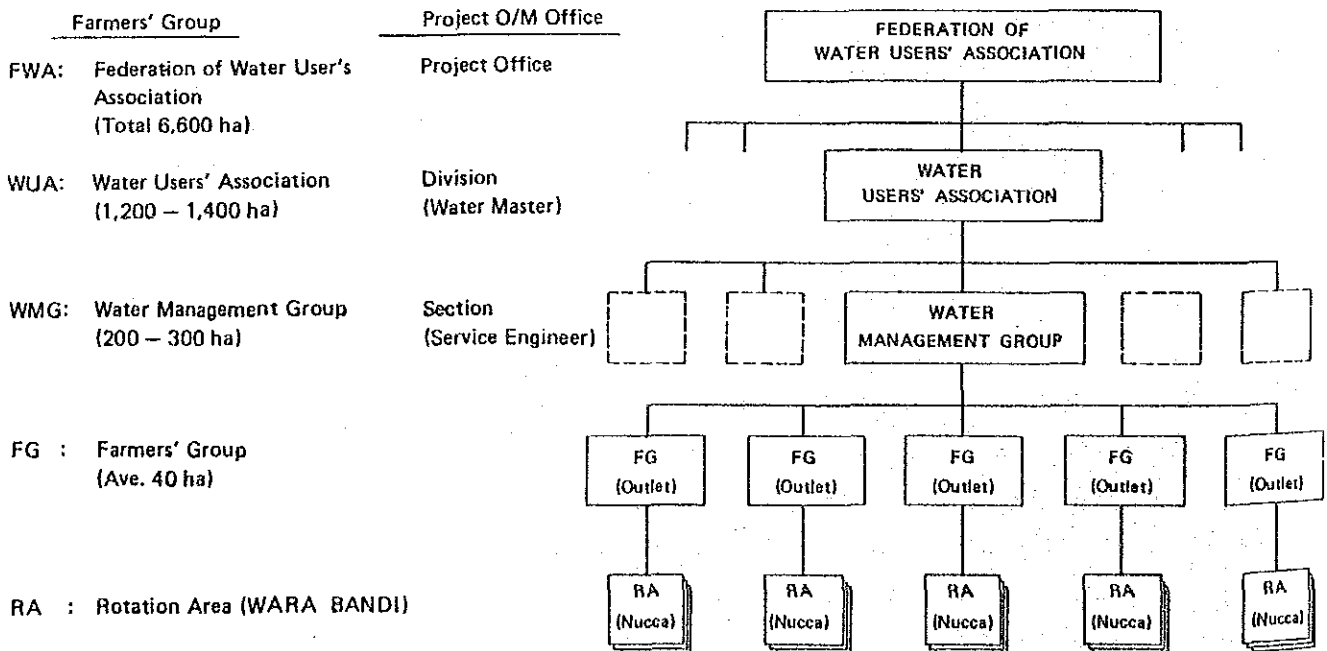 Farmers' Group
Project O/M Office
FWA: Federation of Water User's
Association
(Total 6,600 ha)
Project Office
WUA: Water Users' Association
(1,200 – 1,400 ha)
Division
(Water Master)
WMG: Water Management Group
(200 – 300 ha)
Section
(Service Engineer)
FG : Farmers' Group
(Ave. 40 ha)
RA : Rotation Area (WARA BANDI)
FEDERATION OF
WATER USERS' ASSOCIATION
WATER
USERS' ASSOCIATION
WATER
MANAGEMENT GROUP
FG
(Outlet)
FG
(Outlet)
FG
(Outlet)
FG
(Outlet)
FG
(Outlet)
RA
(Nucca)
RA
(Nucca)
RA
(Nucca)
RA
(Nucca)
RA
(Nucca)